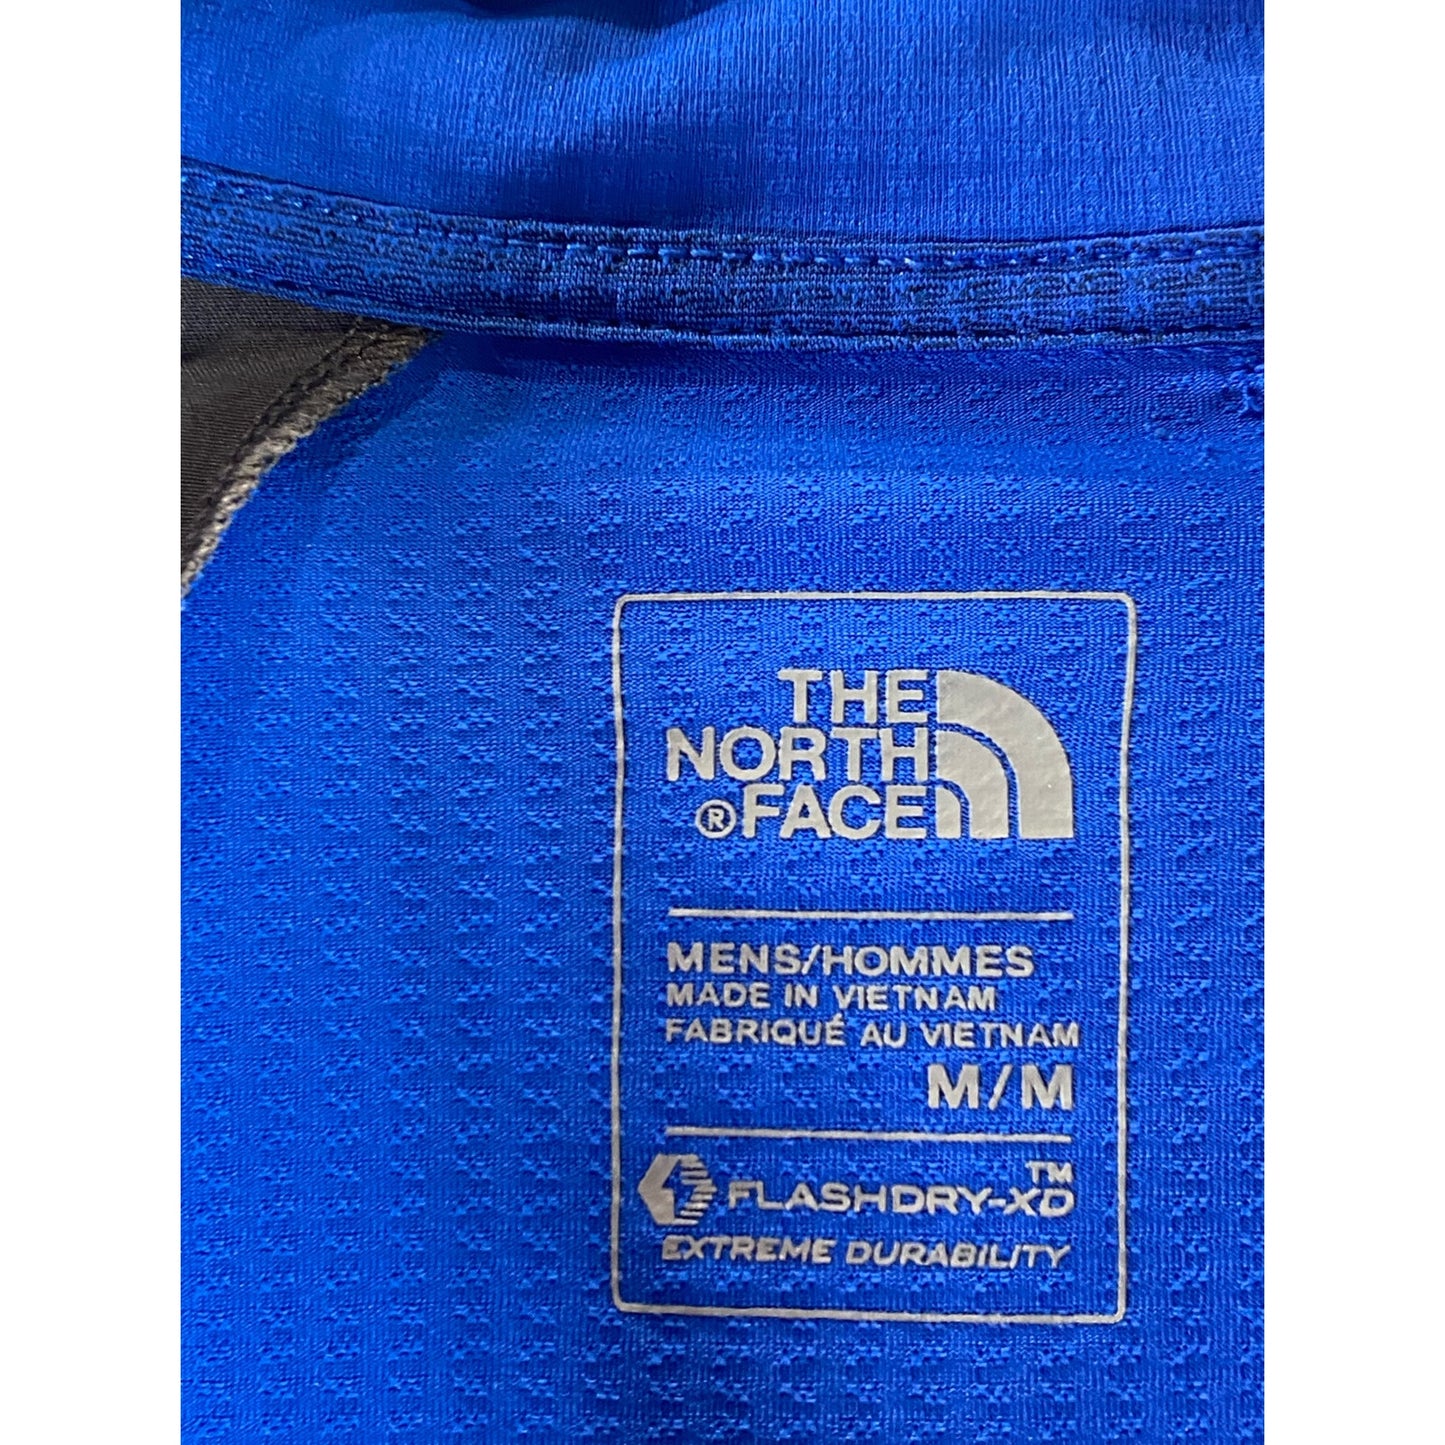 THE
NORTH
® FACE
MENS/HOMMES
MADE IN VIETNAM
FABRIQUÉ AU VIETNAM
M/M
FLASHDRY-XD™
EXTREME DURABILITY